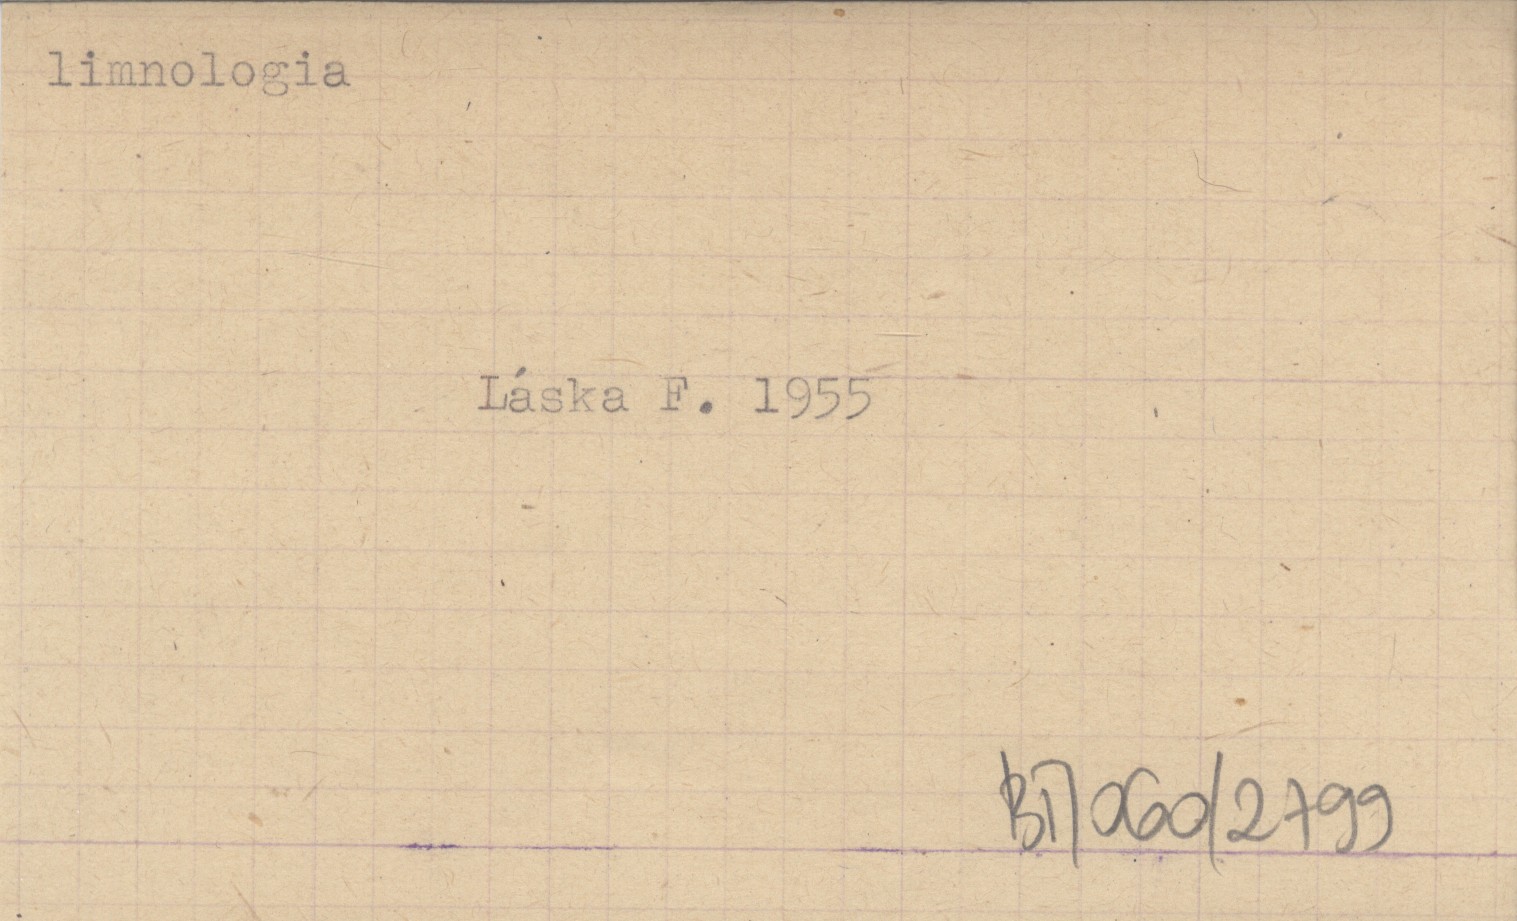 limnologia
Láska F. 1955
BI/060/2799